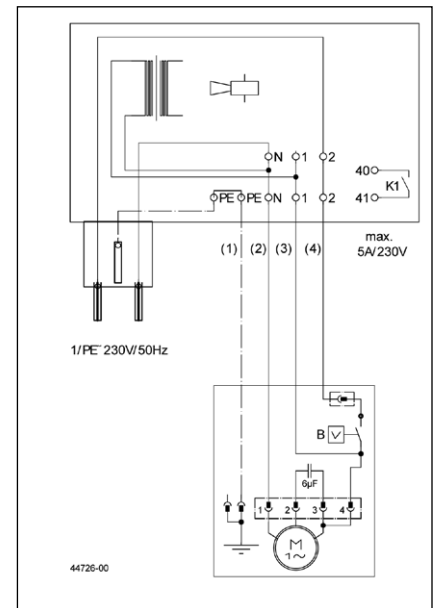 N 1 2
40
K1
41
PE PE N 1 2
(1) (2) (3) (4)
max.
5A/230V
1/PE~230V/50Hz
B
6µF
1 2 3 4
M
1~
44726-00